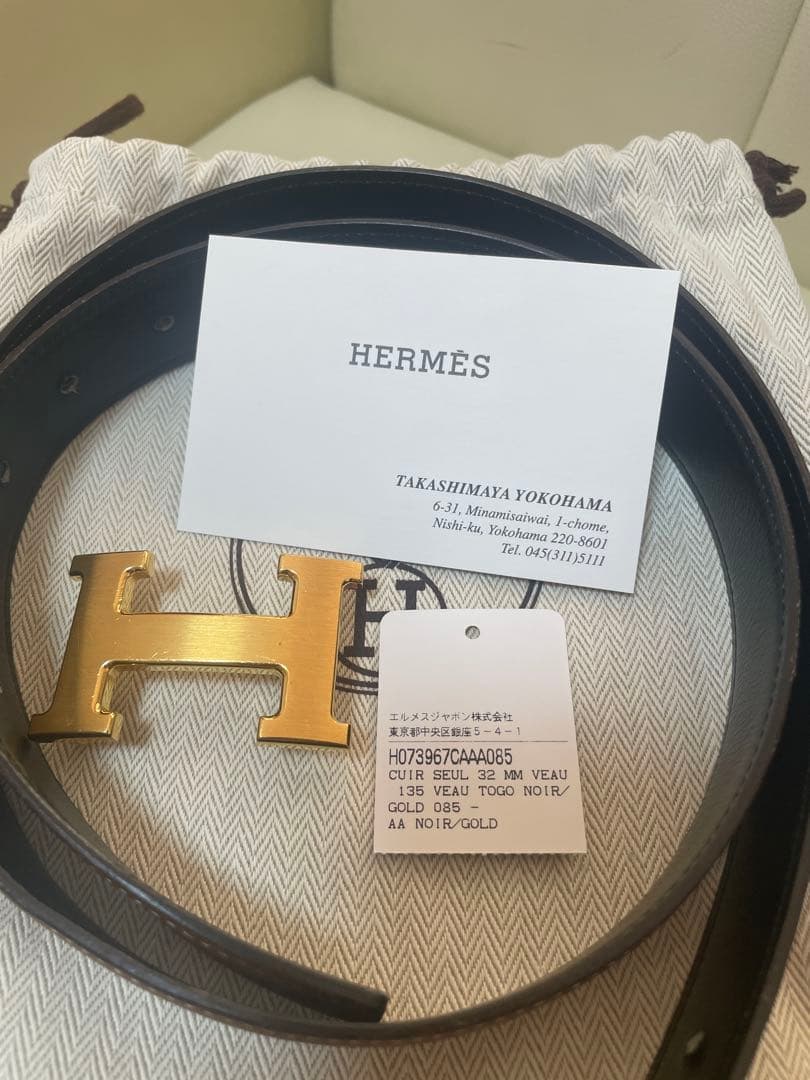 HERMÈS
TAKASHIMAYA YOKOHAMA
6-31, Minamisaiwai, 1-chome,
Nishi-ku, Yokohama 220-8601
Tel. 045(311)5111
H
エルメスジャポン株式会社
東京都中央区銀座5-4-1
H073967CAAA085
CUIR SEUL 32 MM VEAU
135 VEAU TOGO NOIR/
GOLD 085 -
AA NOIR/GOLD